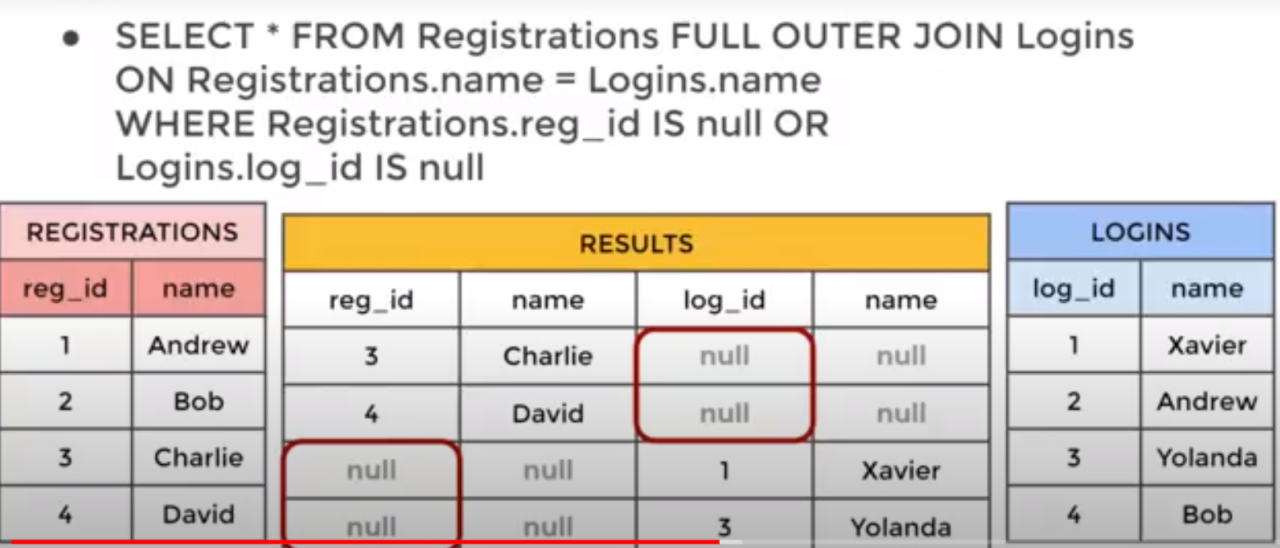 • SELECT * FROM Registrations FULL OUTER JOIN Logins
ON Registrations.name = Logins.name
WHERE Registrations.reg_id IS null OR
Logins.log_id IS null
REGISTRATIONS
reg_id name
1 Andrew
2 Bob
3 Charlie
4 David
RESULTS
reg_id name log_id name
3 Charlie null null
4 David null null
null null 1 Xavier
null null 3 Yolanda
LOGINS
log_id name
1 Xavier
2 Andrew
3 Yolanda
4 Bob